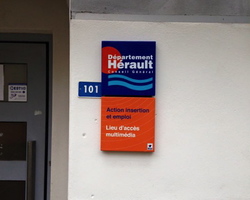 Département
Hérault
Conseil Général
101
Action insertion
et emploi
Lieu d'accès
multimédia